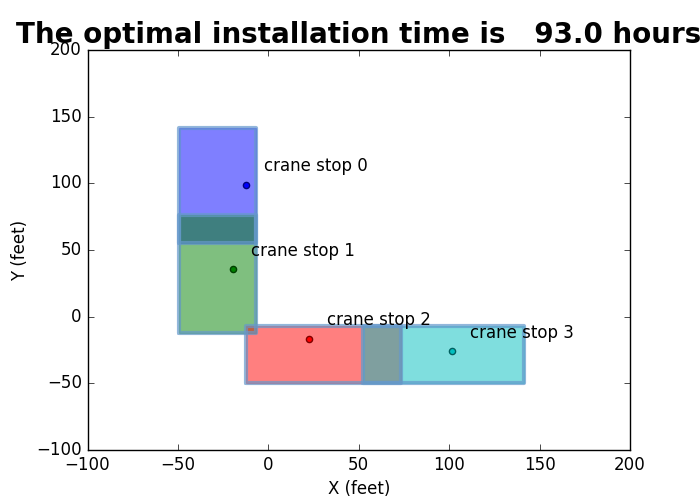 The optimal installation time is   93.0 hours
200
150
100
50
0
−50
−100
Y (feet)
crane stop 0
crane stop 1
crane stop 2
crane stop 3
−100 −50 0 50 100 150 200
X (feet)